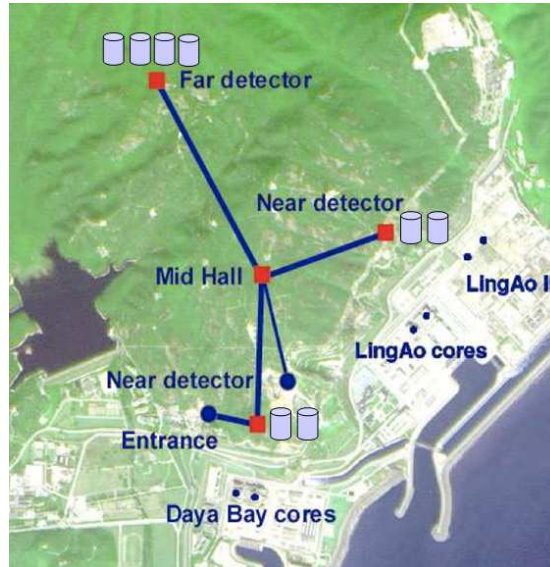 Far detector
Near detector
Mid Hall
LingAo I
LingAo cores
Near detector
Entrance
Daya Bay cores